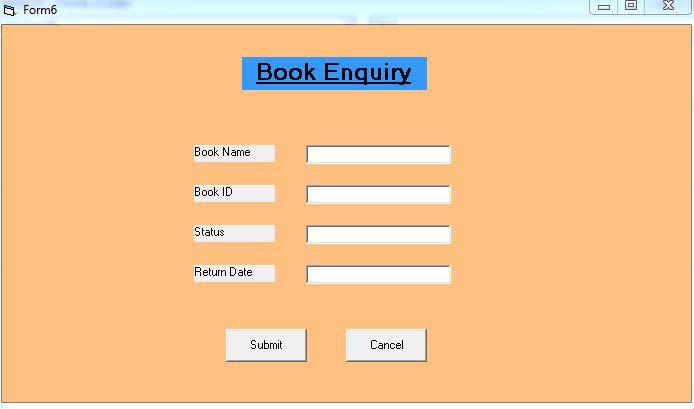 Form6
Book Enquiry
Book Name
Book ID
Status
Return Date
Submit Cancel